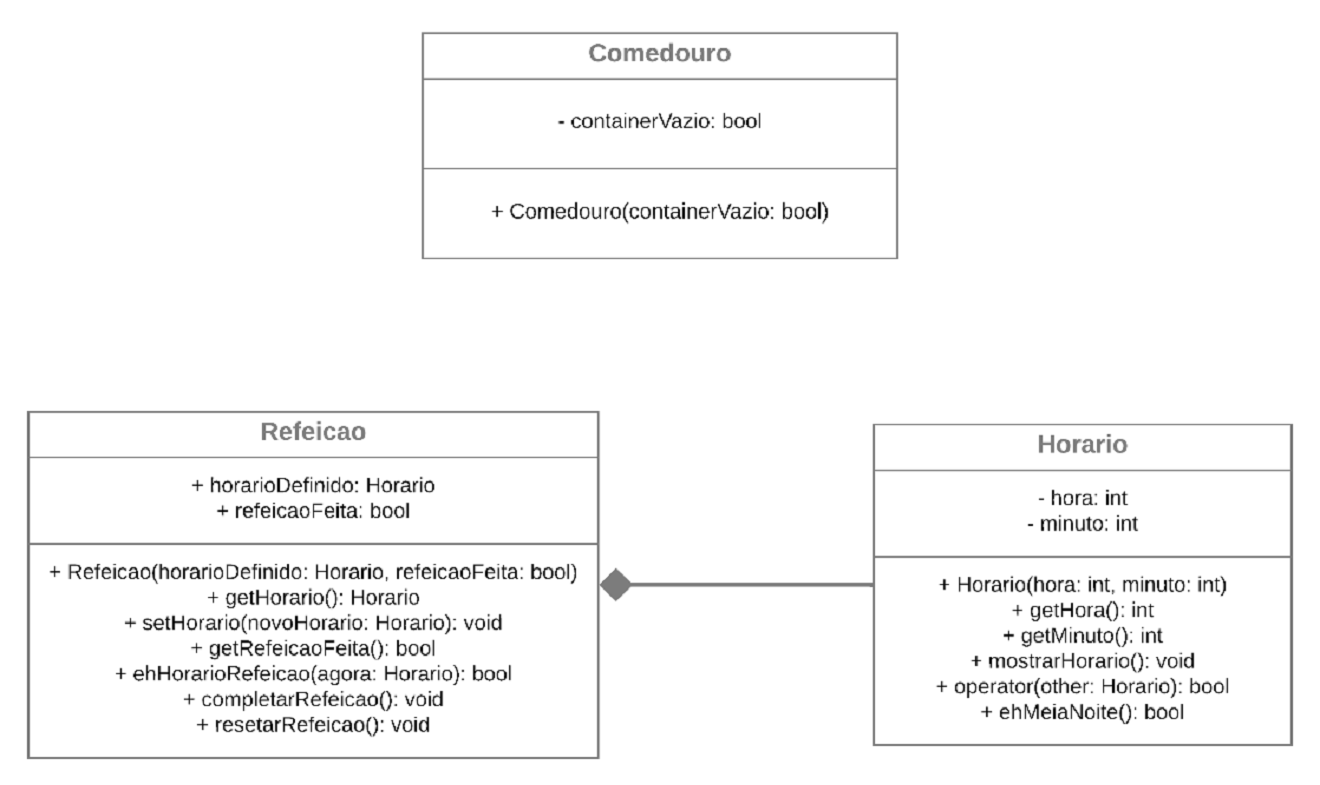 Comedouro
- containerVazio: bool
+ Comedouro(containerVazio: bool)
Refeicao
+ horarioDefinido: Horario
+ refeicaoFeita: bool
+ Refeicao(horarioDefinido: Horario, refeicaoFeita: bool)
+ getHorario(): Horario
+ setHorario(novoHorario: Horario): void
+ getRefeicaoFeita(): bool
+ ehHorarioRefeicao(agora: Horario): bool
+ completarRefeicao(): void
+ resetarRefeicao(): void
Horario
- hora: int
- minuto: int
+ Horario(hora: int, minuto: int)
+ getHora(): int
+ getMinuto(): int
+ mostrarHorario(): void
+ operator(other: Horario): bool
+ ehMeiaNoite(): bool